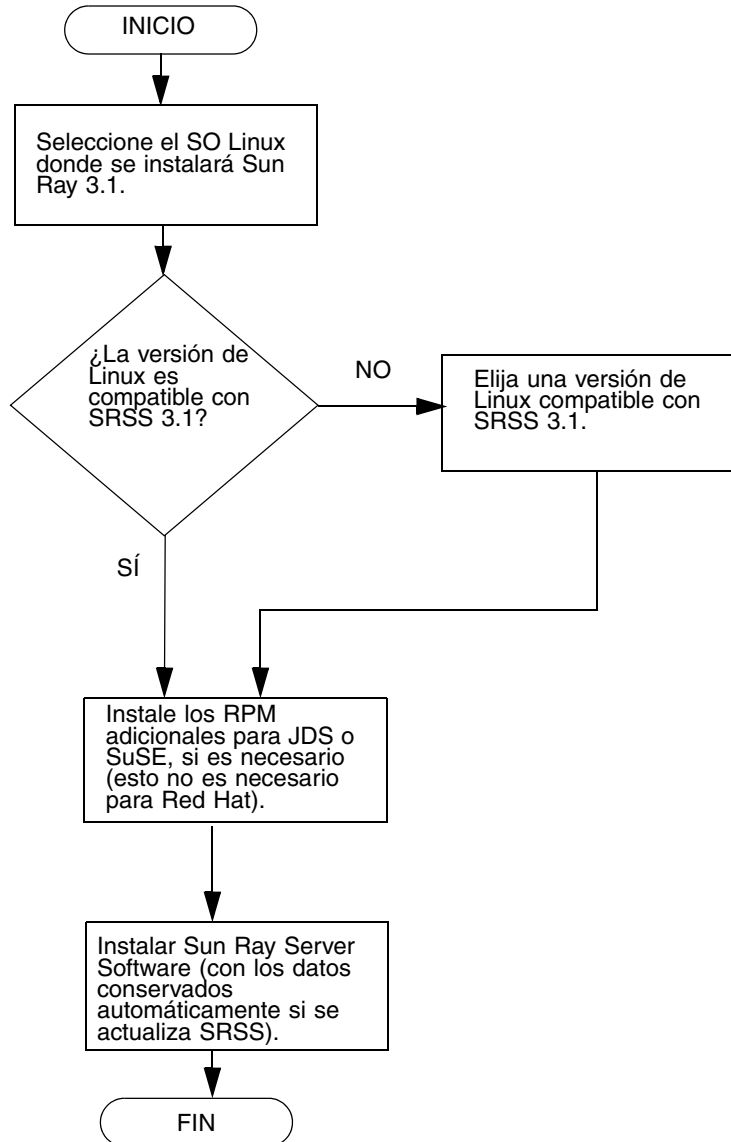 INICIO
Seleccione el SO Linux
donde se instalará Sun
Ray 3.1.
¿La versión de
Linux es
compatible con
SRSS 3.1?
NO
Elija una versión de
Linux compatible con
SRSS 3.1.
SÍ
Instale los RPM
adicionales para JDS o
SuSE, si es necesario
(esto no es necesario
para Red Hat).
Instalar Sun Ray Server
Software (con los datos
conservados
automáticamente si se
actualiza SRSS).
FIN